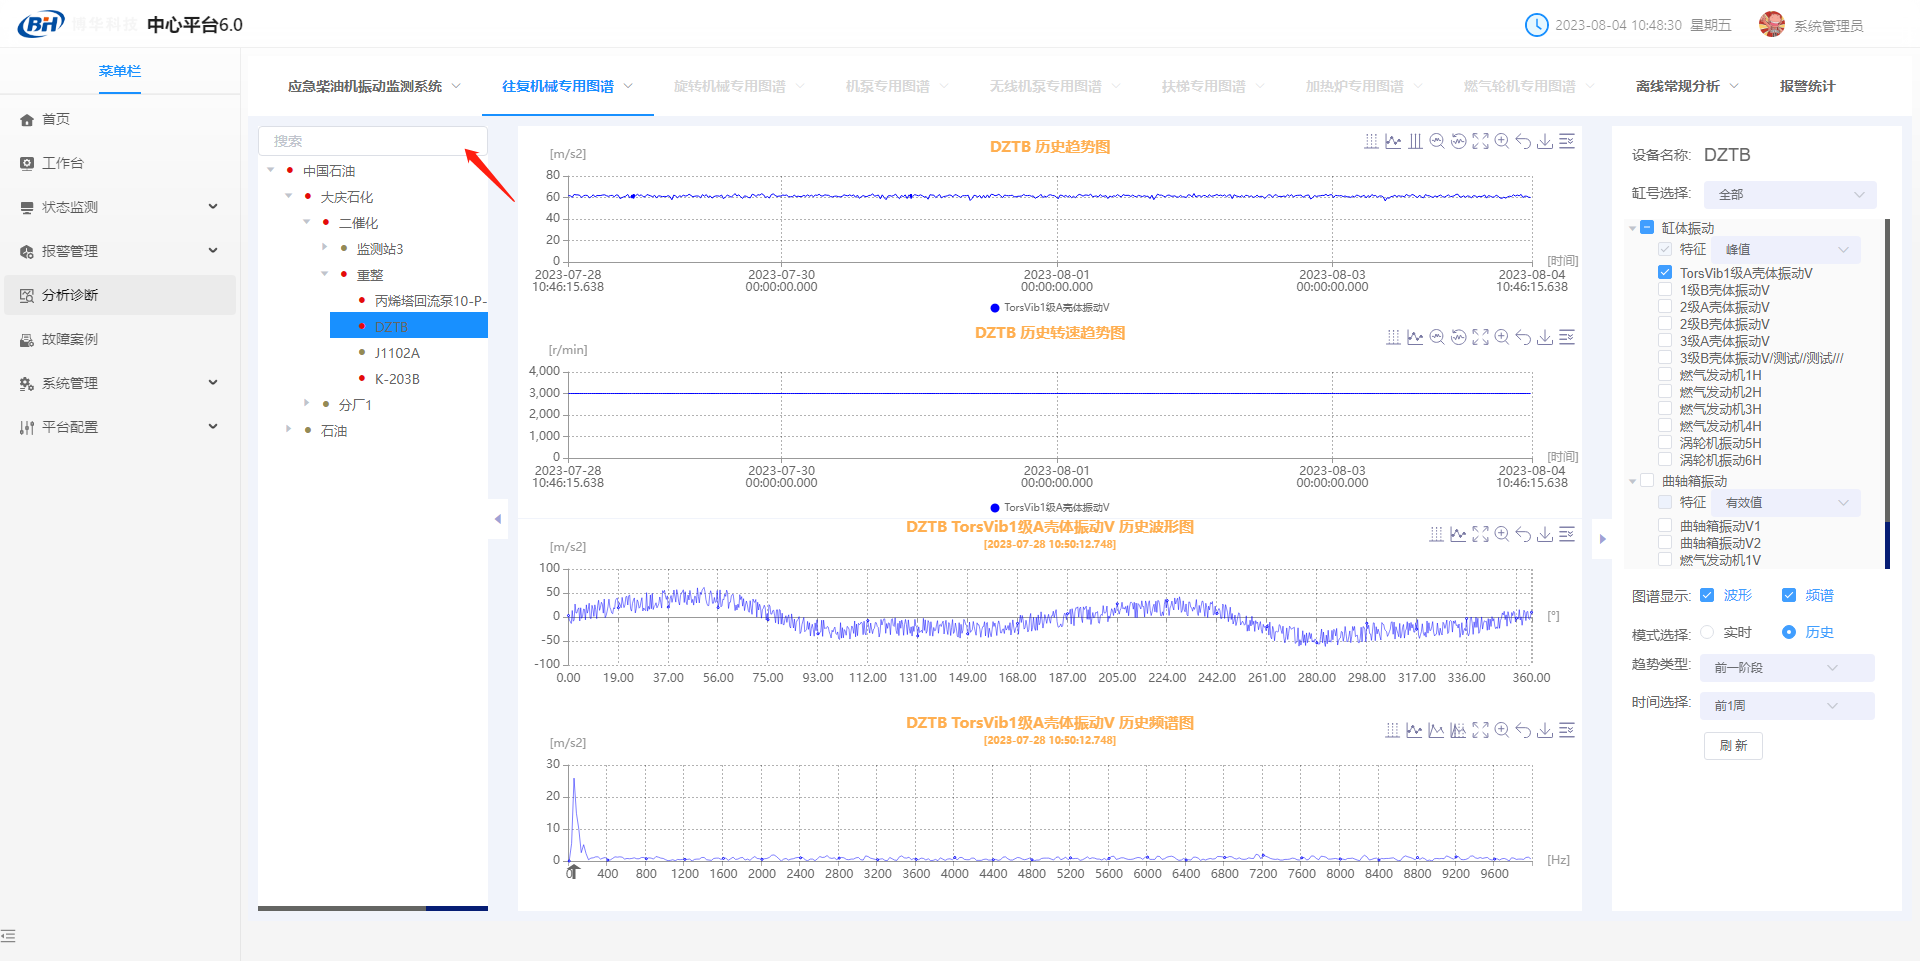 BH 博华科技 中心平台6.0
2023-08-04 10:48:30 星期五 系统管理员
菜单栏
首页
工作台
状态监测
报警管理
分析诊断
故障案例
系统管理
平台配置
应急柴油机振动监测系统 往复机械专用图谱 旋转机械专用图谱 机泵专用图谱 无线机泵专用图谱 扶梯专用图谱 加热炉专用图谱 燃气轮机专用图谱 离线常规分析 报警统计
搜索
中国石油
大庆石化
二催化
监测站3
重整
丙烯塔回流泵10-P-
DZTB
J1102A
K-203B
分厂1
石油
DZTB 历史趋势图
[m/s2]
80
60
40
20
0
[时间]
2023-07-28 2023-07-30 2023-08-01 2023-08-03 2023-08-04
10:46:15.638 00:00:00.000 00:00:00.000 00:00:00.000 10:46:15.638
TorsVib1级A壳体振动V
DZTB 历史转速趋势图
[r/min]
4,000
3,000
2,000
1,000
0
[时间]
2023-07-28 2023-07-30 2023-08-01 2023-08-03 2023-08-04
10:46:15.638 00:00:00.000 00:00:00.000 00:00:00.000 10:46:15.638
TorsVib1级A壳体振动V
DZTB TorsVib1级A壳体振动V 历史波形图
[2023-07-28 10:50:12.748]
[m/s2]
100
50
0
-50
-100
[°]
0.00 19.00 37.00 56.00 75.00 93.00 112.00 131.00 149.00 168.00 187.00 205.00 224.00 242.00 261.00 280.00 298.00 317.00 336.00 360.00
DZTB TorsVib1级A壳体振动V 历史频谱图
[2023-07-28 10:50:12.748]
[m/s2]
30
20
10
0
[Hz]
0 400 800 1200 1600 2000 2400 2800 3200 3600 4000 4400 4800 5200 5600 6000 6400 6800 7200 7600 8000 8400 8800 9200 9600
设备名称: DZTB
缸号选择: 全部
缸体振动
特征 峰值
TorsVib1级A壳体振动V
1级B壳体振动V
2级A壳体振动V
2级B壳体振动V
3级A壳体振动V
3级B壳体振动V/测试//测试///
燃气发动机1H
燃气发动机2H
燃气发动机3H
燃气发动机4H
涡轮机振动5H
涡轮机振动6H
曲轴箱振动
特征 有效值
曲轴箱振动V1
曲轴箱振动V2
燃气发动机1V
图谱显示: 波形 频谱
模式选择: 实时 历史
趋势类型: 前一阶段
时间选择: 前1周
刷 新